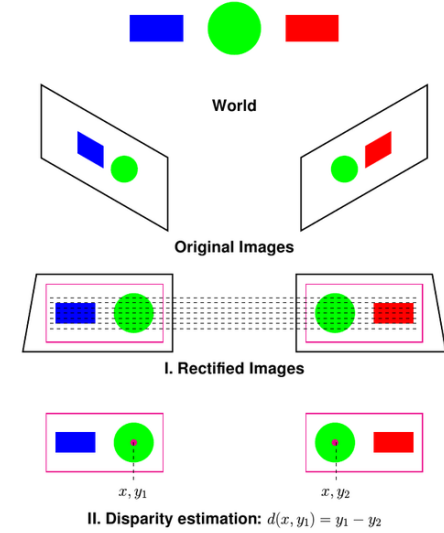 World
Original Images
I. Rectified Images
x, y₁ x, y₂
II. Disparity estimation: d(x, y₁) = y₁ − y₂